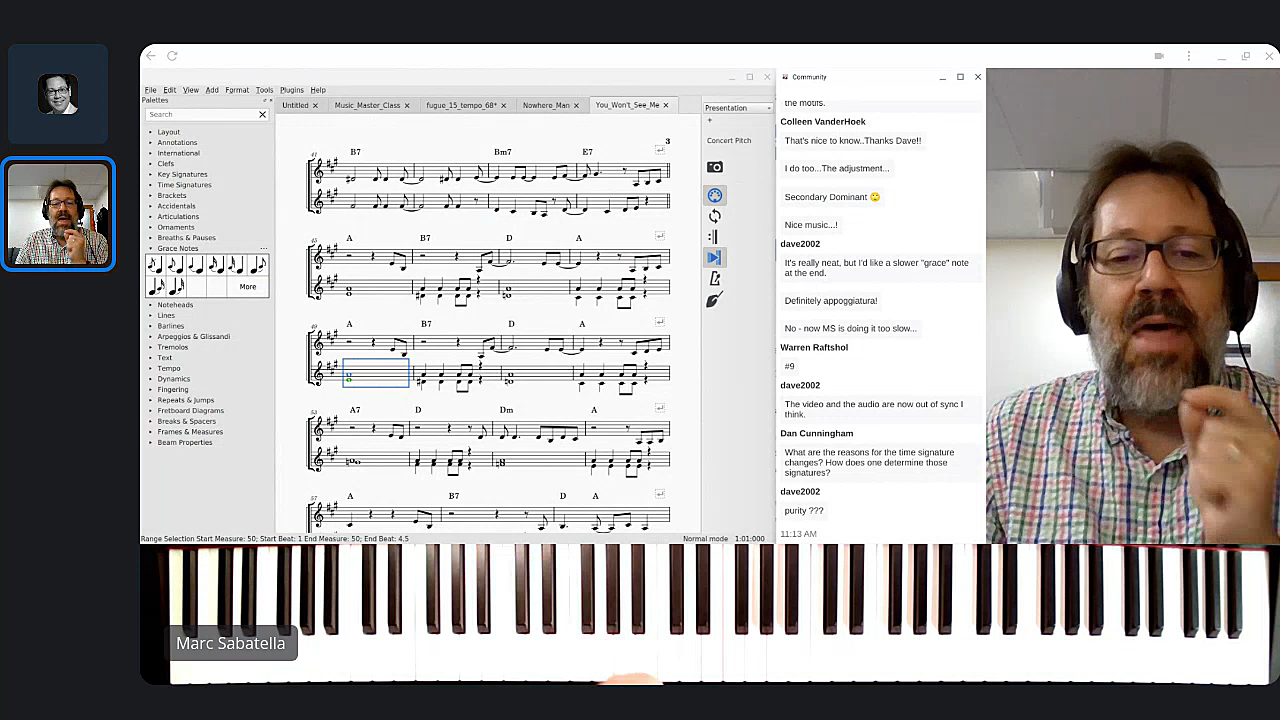 File Edit View Add Format Tools Plugins Help
Palettes
Search
Layout
Annotations
International
Clefs
Key Signatures
Time Signatures
Brackets
Accidentals
Articulations
Ornaments
Breaths & Pauses
Grace Notes
More
Noteheads
Lines
Barlines
Arpeggios & Glissandi
Tremolos
Text
Tempo
Dynamics
Fingering
Repeats & Jumps
Fretboard Diagrams
Breaks & Spacers
Frames & Measures
Beam Properties
Untitled Music_Master_Class fugue_15_tempo_68* Nowhere_Man You_Won't_See_Me
3
41 B7 Bm7 E7
45 A B7 D A
49 A B7 D A
53 A7 D Dm A
57 A B7 D A
Presentation
+
Concert Pitch
Range Selection Start Measure: 50; Start Beat: 1 End Measure: 50; End Beat: 4.5
Normal mode 1:01:000
Community
the motifs.
Colleen VanderHoek
That's nice to know..Thanks Dave!!
I do too...The adjustment...
Secondary Dominant 🙄
Nice music...!
dave2002
It's really neat, but I'd like a slower "grace" note
at the end.
Definitely appoggiatura!
No - now MS is doing it too slow...
Warren Raftshol
#9
dave2002
The video and the audio are now out of sync I
think.
Dan Cunningham
What are the reasons for the time signature
changes? How does one determine those
signatures?
dave2002
purity ???
11:13 AM
Marc Sabatella